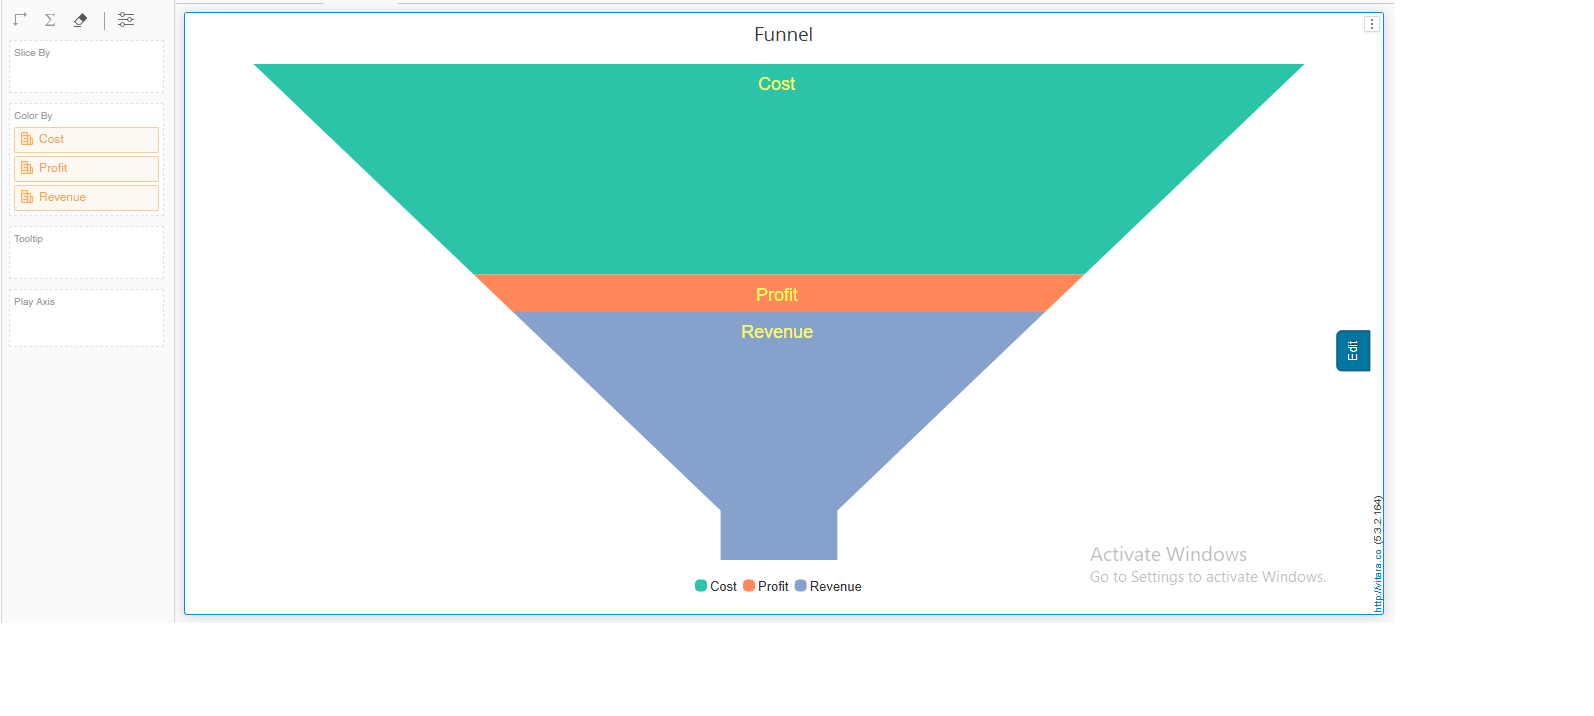 Slice By
Color By
Cost
Profit
Revenue
Tooltip
Play Axis
Funnel
Cost
Profit
Revenue
Edit
Cost Profit Revenue
Activate Windows
Go to Settings to activate Windows.
http://vitara.co (5.3.2.164)